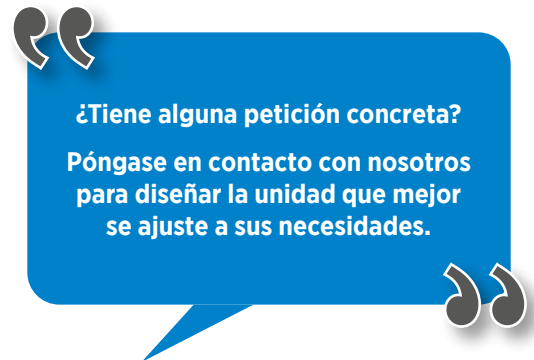 ¿Tiene alguna petición concreta?
Póngase en contacto con nosotros
para diseñar la unidad que mejor
se ajuste a sus necesidades.